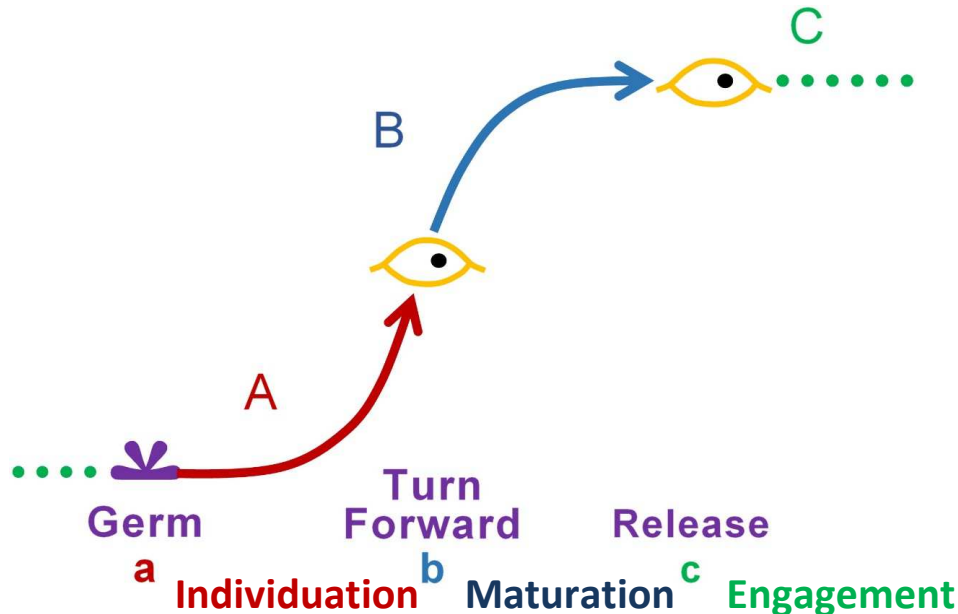 C
B
A
Germ
Turn
Forward
Release
a
b
c
Individuation
Maturation
Engagement